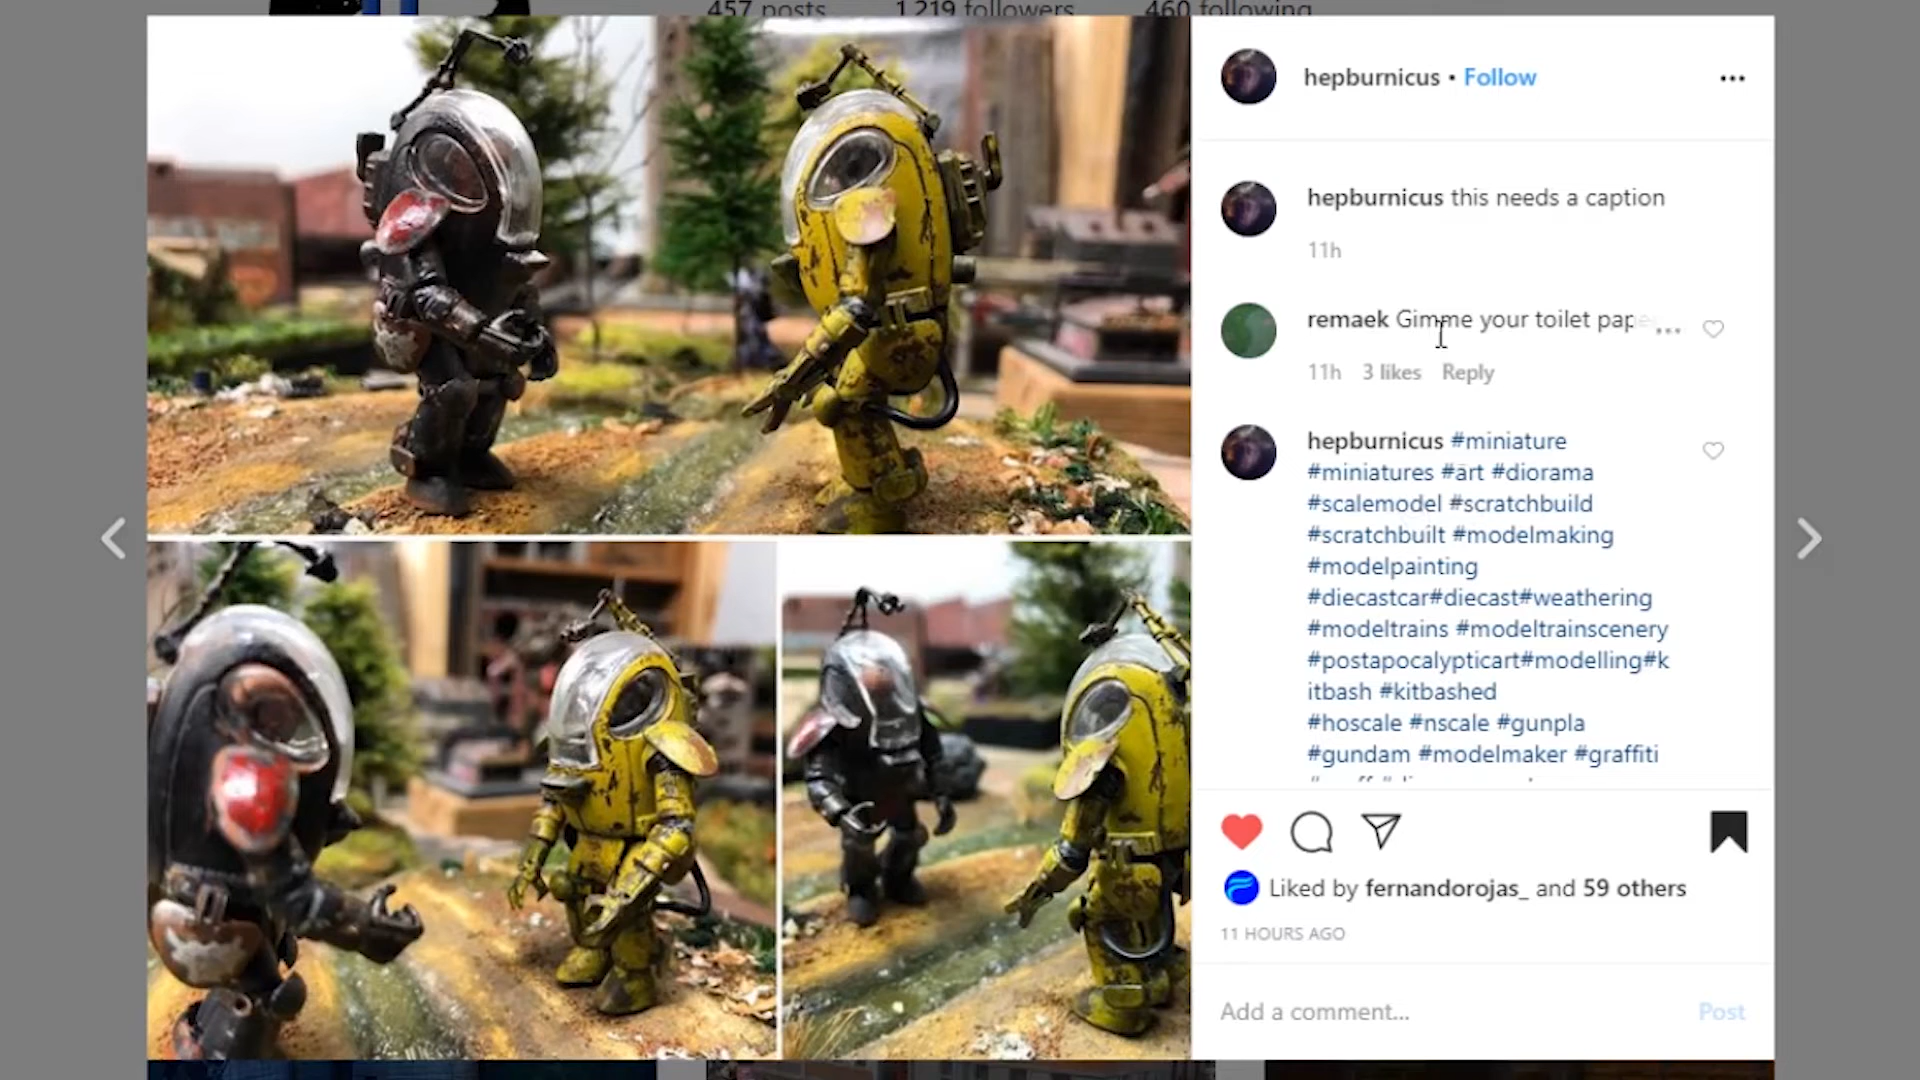 457 posts 1,219 followers 460 following
hepburnicus • Follow
hepburnicus this needs a caption
11h
remaek Gimme your toilet
11h 3 likes Reply
hepburnicus #miniature
#miniatures #art #diorama
#scalemodel #scratchbuild
#scratchbuilt #modelmaking
#modelpainting
#diecastcar#diecast#weathering
#modeltrains #modeltrainscenery
#postapocalypticart#modelling#k
itbash #kitbashed
#hoscale #nscale #gunpla
#gundam #modelmaker #graffiti
Liked by fernandorojas_ and 59 others
11 HOURS AGO
Add a comment... Post